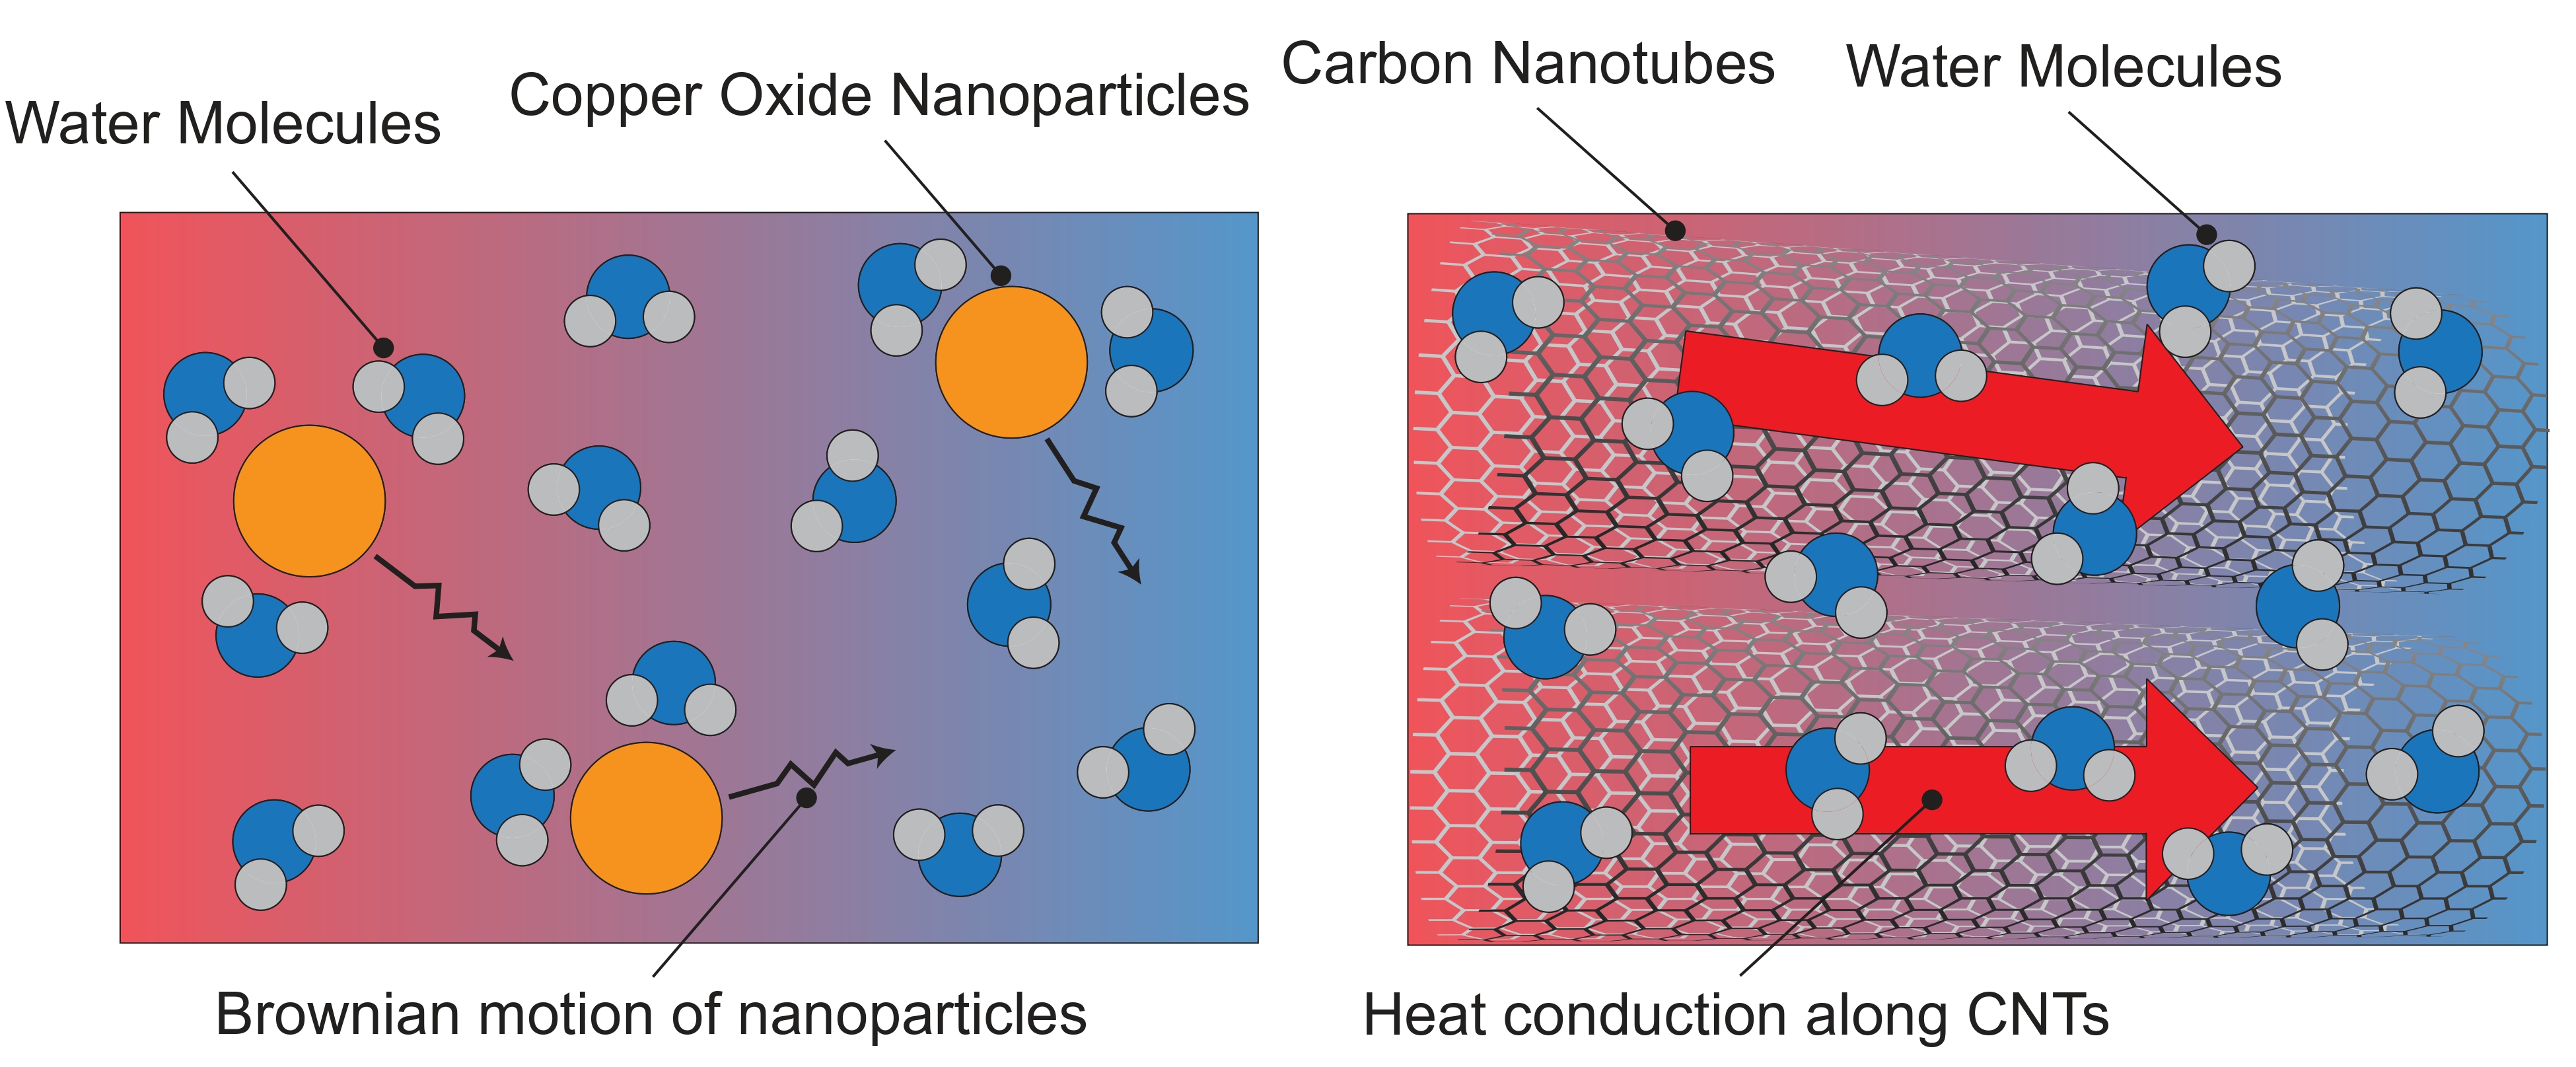 Water Molecules
Copper Oxide Nanoparticles
Brownian motion of nanoparticles
Carbon Nanotubes
Water Molecules
Heat conduction along CNTs